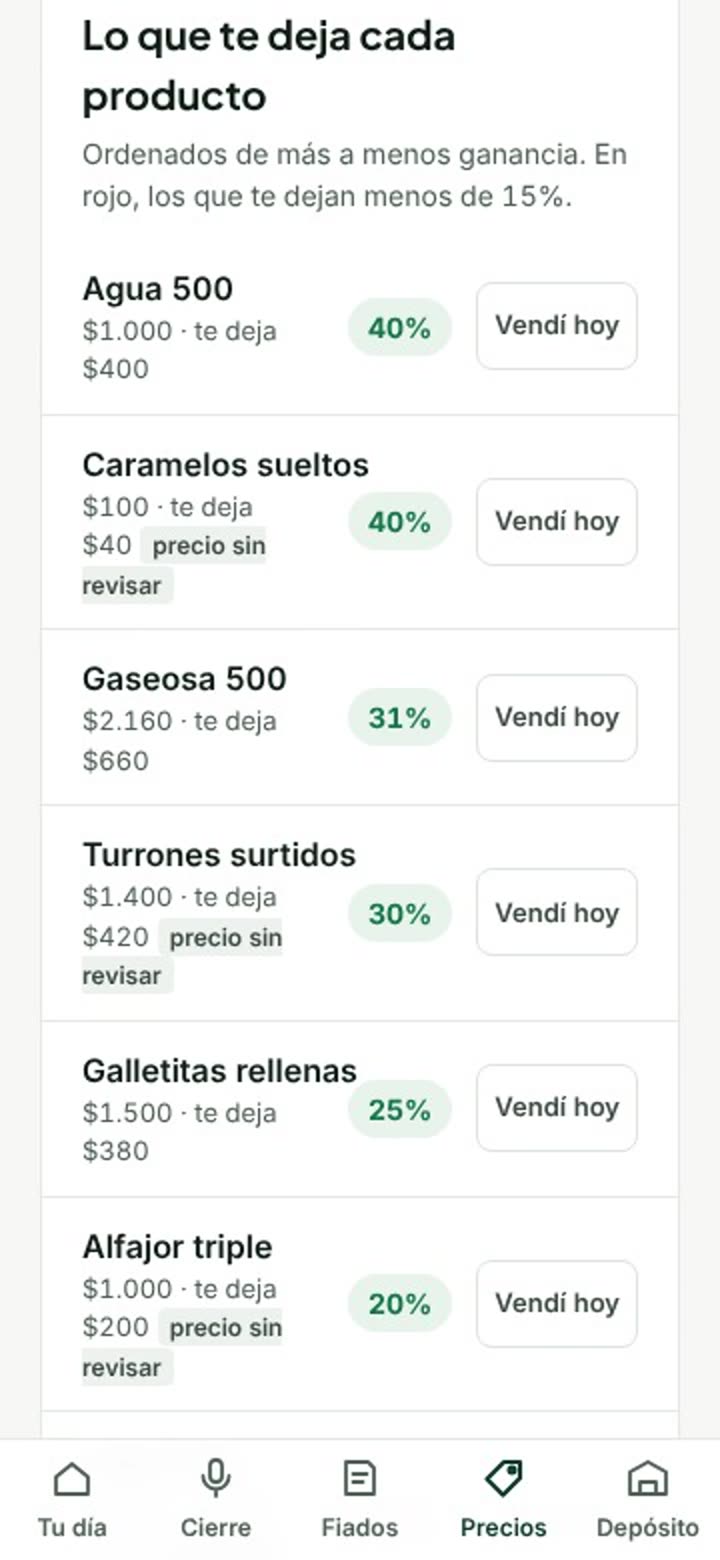 Lo que te deja cada
producto
Ordenados de más a menos ganancia. En
rojo, los que te dejan menos de 15%.
Agua 500
$1.000 · te deja
$400
40%
Vendí hoy
Caramelos sueltos
$100 · te deja
$40 precio sin
revisar
40%
Vendí hoy
Gaseosa 500
$2.160 · te deja
$660
31%
Vendí hoy
Turrones surtidos
$1.400 · te deja
$420 precio sin
revisar
30%
Vendí hoy
Galletitas rellenas
$1.500 · te deja
$380
25%
Vendí hoy
Alfajor triple
$1.000 · te deja
$200 precio sin
revisar
20%
Vendí hoy
Tu día
Cierre
Fiados
Precios
Depósito